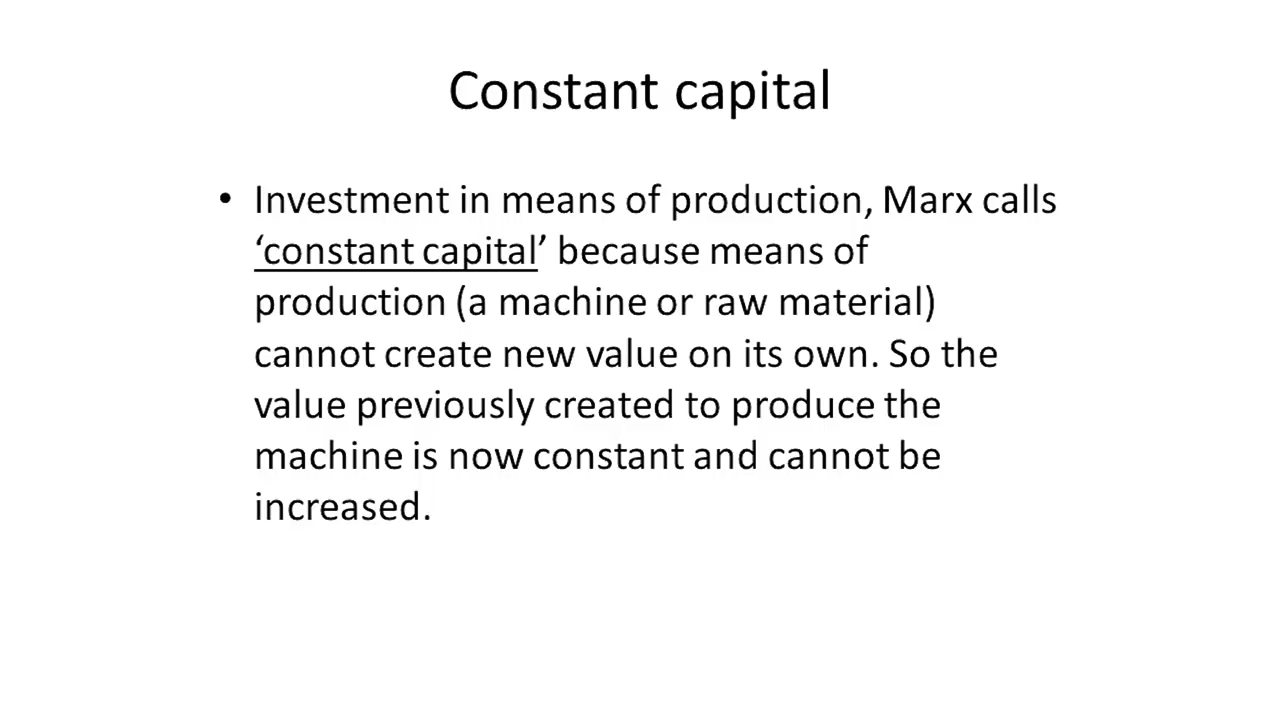 Constant capital
• Investment in means of production, Marx calls
‘constant capital’ because means of
production (a machine or raw material)
cannot create new value on its own. So the
value previously created to produce the
machine is now constant and cannot be
increased.